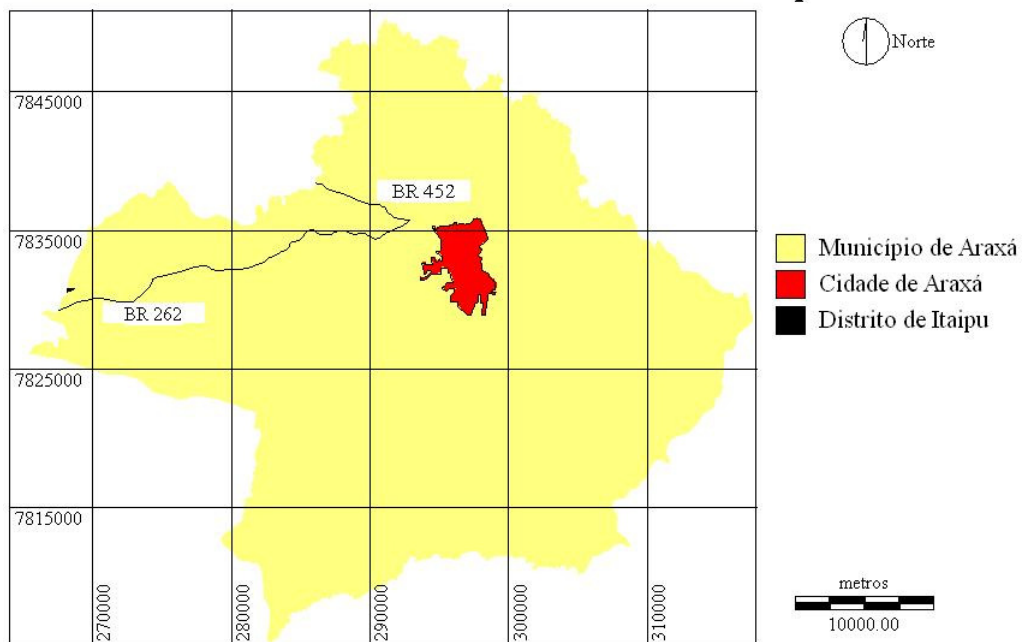 Norte
7845000
BR 452
7835000
Município de Araxá
Cidade de Araxá
Distrito de Itaipu
BR 262
7825000
7815000
270000
280000
290000
300000
310000
metros
10000.00